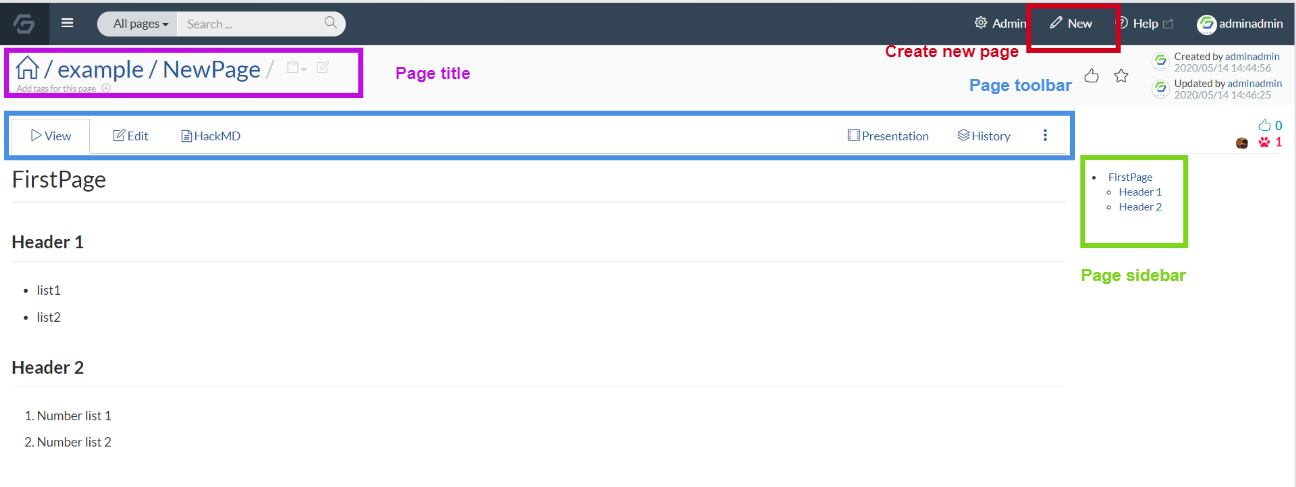 All pages Search ... Admin New Help adminadmin
Create new page
/ example / NewPage /
Add tags for this page
Page title
Page toolbar
Created by adminadmin
2020/05/14 14:44:56
Updated by adminadmin
2020/05/14 14:46:25
View Edit HackMD Presentation History
0
1
FirstPage
FirstPage
Header 1
Header 2
Page sidebar
Header 1
• list1
• list2
Header 2
1. Number list 1
2. Number list 2